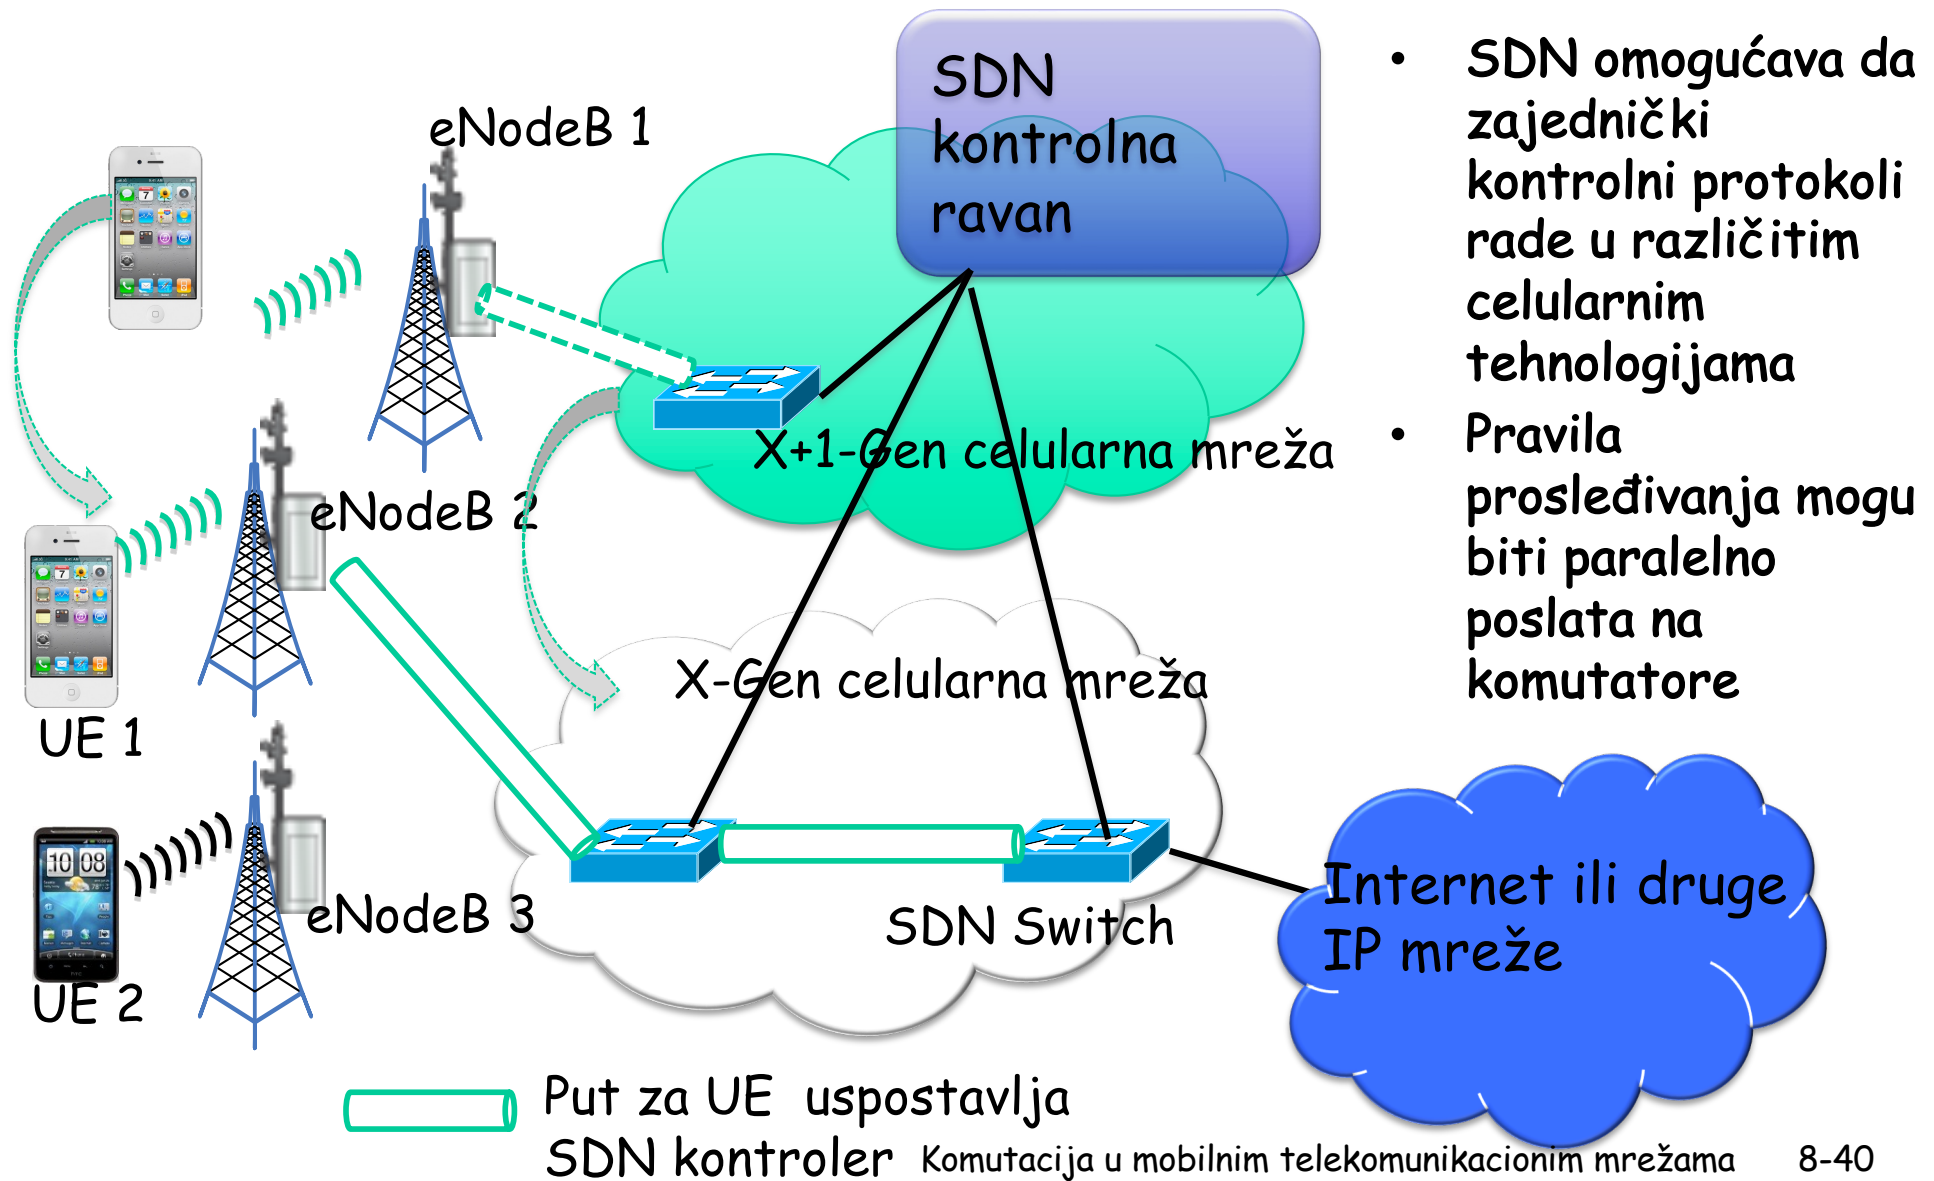 SDN
kontrolna
ravan
eNodeB 1
X+1-Gen celularna mreža
eNodeB 2
X-Gen celularna mreža
UE 1
10 08
eNodeB 3
UE 2
SDN Switch
Internet ili druge
IP mreže
Put za UE uspostavlja
SDN kontroler
• SDN omogućava da
zajednički
kontrolni protokoli
rade u različitim
celularnim
tehnologijama
• Pravila
prosleđivanja mogu
biti paralelno
poslata na
komutatore
Komutacija u mobilnim telekomunikacionim mrežama 8-40